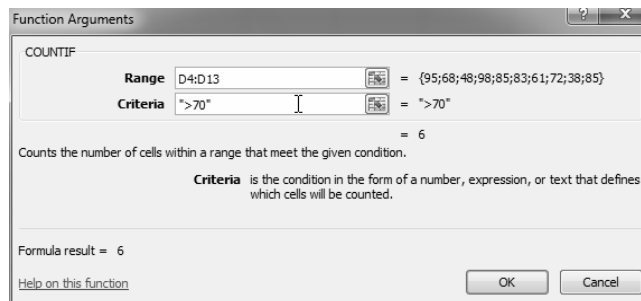 Function Arguments
COUNTIF
Range D4:D13 = {95;68;48;98;85;83;61;72;38;85}
Criteria ">70" = ">70"
= 6
Counts the number of cells within a range that meet the given condition.
Criteria is the condition in the form of a number, expression, or text that defines
which cells will be counted.
Formula result = 6
Help on this function OK Cancel